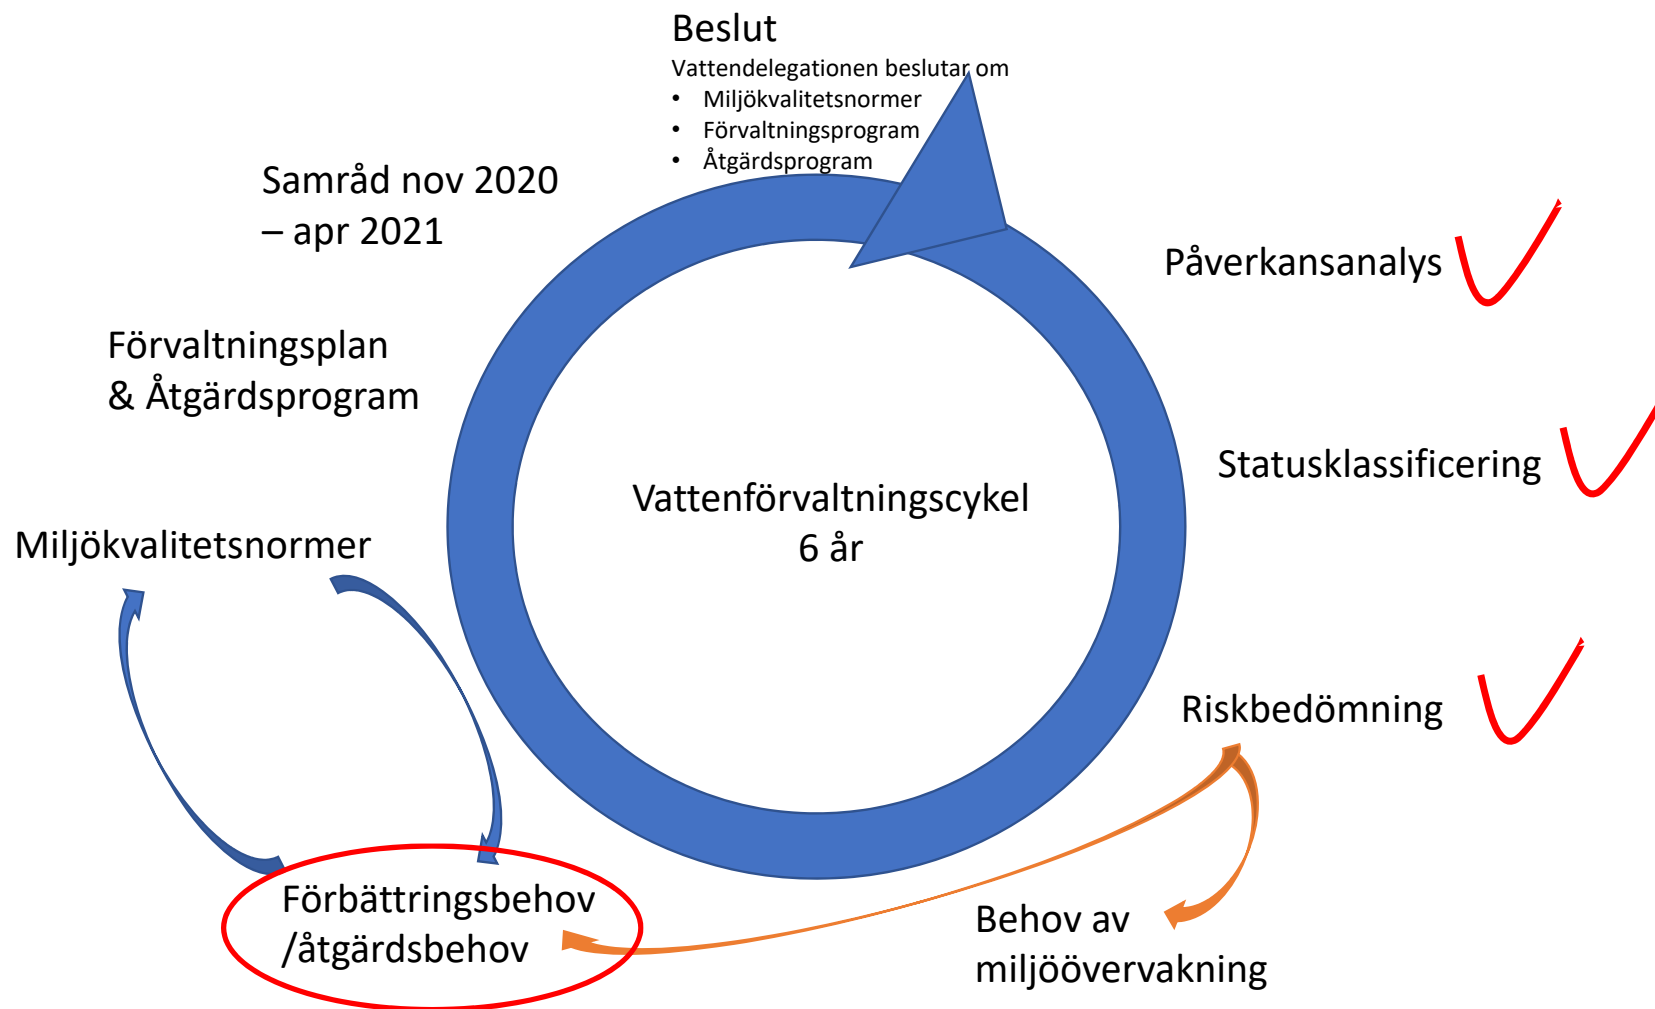 Beslut
Vattendelegationen beslutar om
• Miljökvalitetsnormer
• Förvaltningsprogram
• Åtgärdsprogram
Samråd nov 2020
– apr 2021
Påverkansanalys
Förvaltningsplan
& Åtgärdsprogram
Statusklassificering
Vattenförvaltningscykel
6 år
Miljökvalitetsnormer
Riskbedömning
Förbättringsbehov
/åtgärdsbehov
Behov av
miljöövervakning